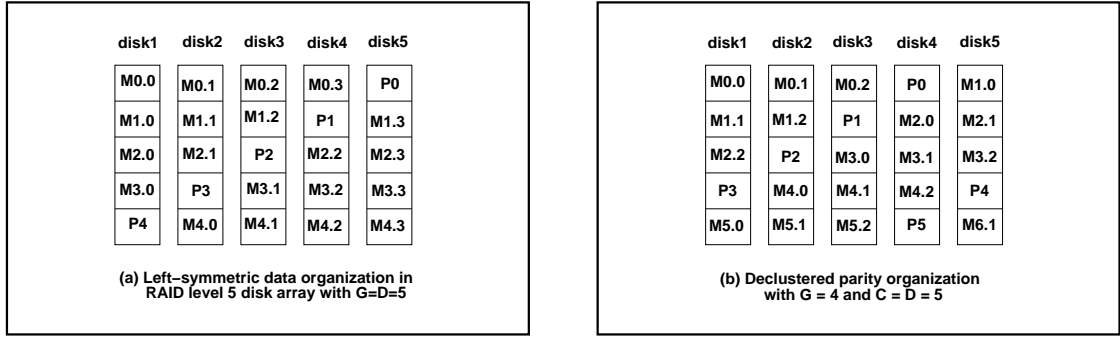 disk1 disk2 disk3 disk4 disk5
M0.0 M0.1 M0.2 M0.3 P0
M1.0 M1.1 M1.2 P1 M1.3
M2.0 M2.1 P2 M2.2 M2.3
M3.0 P3 M3.1 M3.2 M3.3
P4 M4.0 M4.1 M4.2 M4.3
(a) Left−symmetric data organization in
RAID level 5 disk array with G=D=5
disk1 disk2 disk3 disk4 disk5
M0.0 M0.1 M0.2 P0 M1.0
M1.1 M1.2 P1 M2.0 M2.1
M2.2 P2 M3.0 M3.1 M3.2
P3 M4.0 M4.1 M4.2 P4
M5.0 M5.1 M5.2 P5 M6.1
(b) Declustered parity organization
with G = 4 and C = D = 5